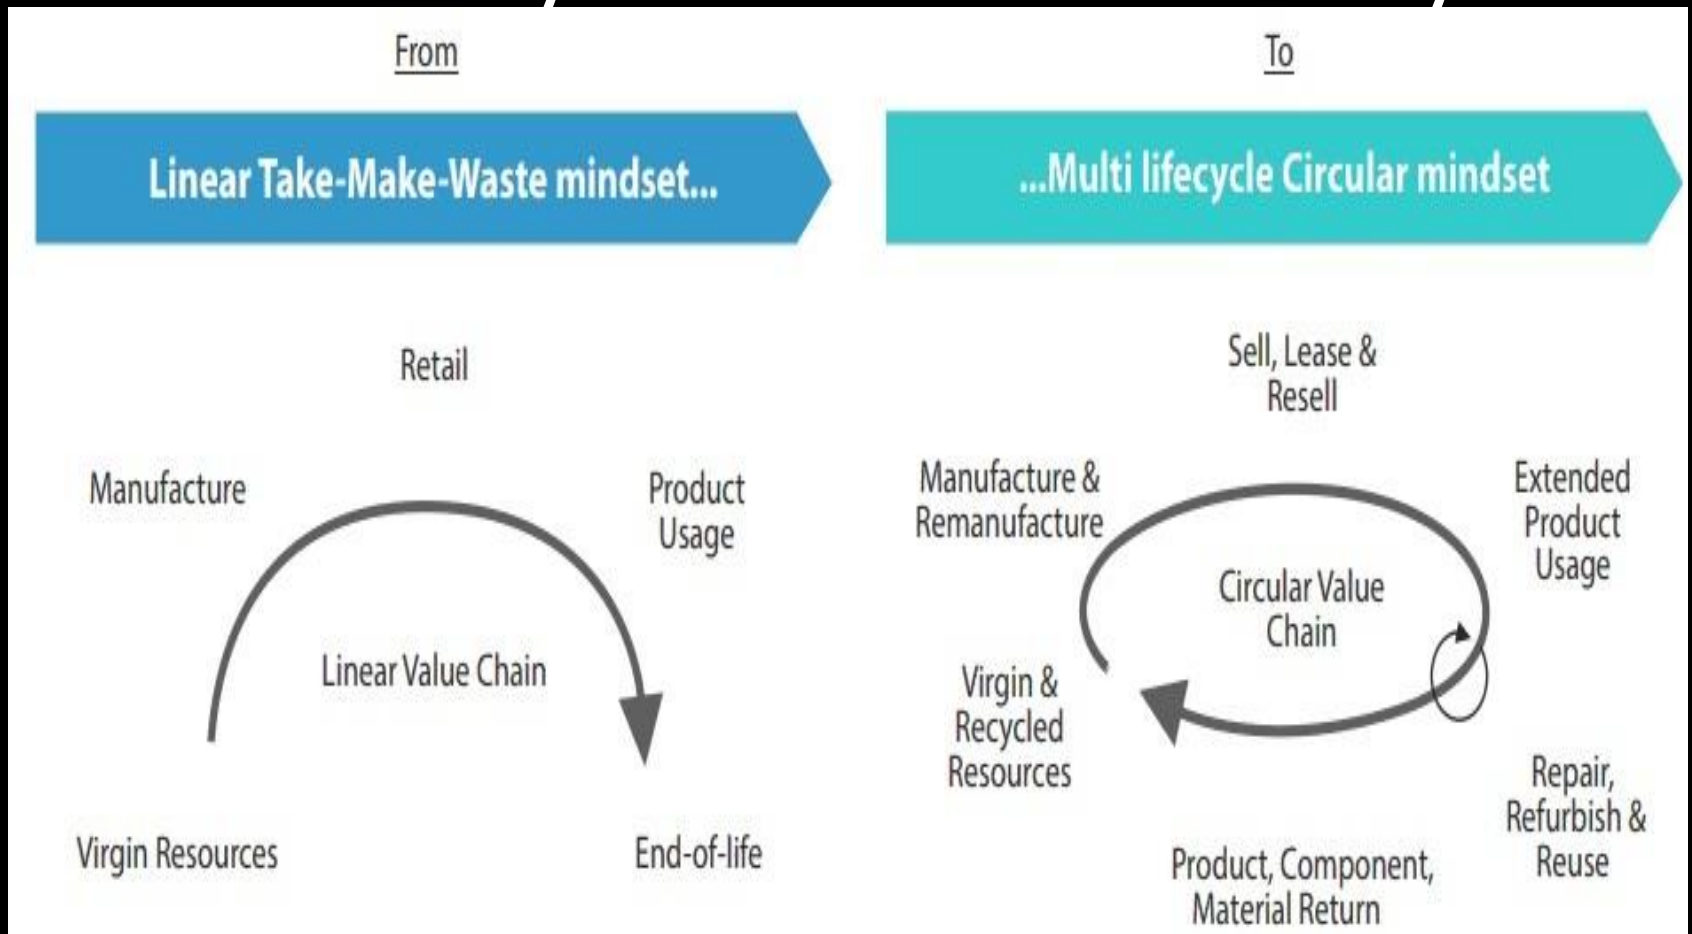 From
Linear Take-Make-Waste mindset...
Retail
Manufacture
Product
Usage
Linear Value Chain
Virgin Resources
End-of-life
To
...Multi lifecycle Circular mindset
Sell, Lease &
Resell
Manufacture &
Remanufacture
Extended
Product
Usage
Circular Value
Chain
Virgin &
Recycled
Resources
Repair,
Refurbish &
Reuse
Product, Component,
Material Return